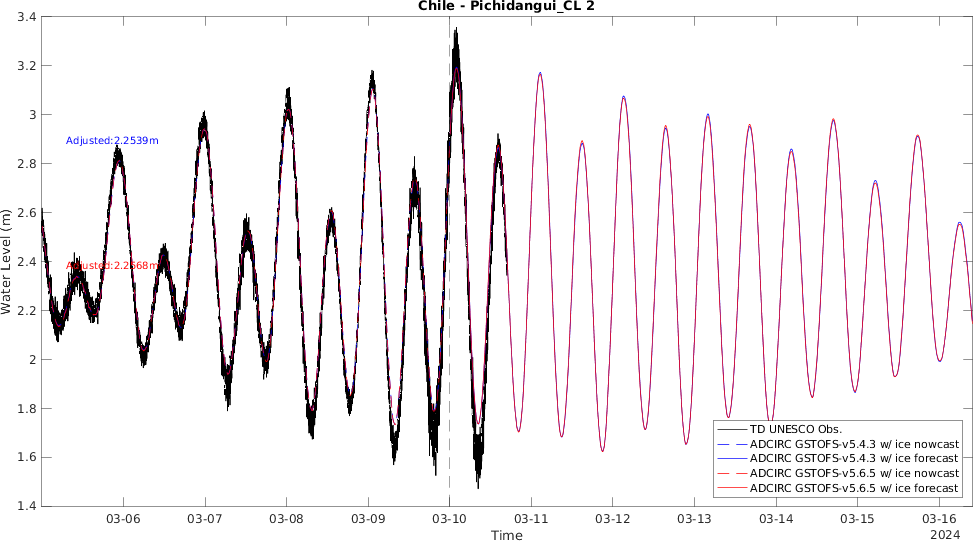 Chile - Pichidangui_CL 2
3.4
3.2
3
2.8
2.6
2.4
2.2
2
1.8
1.6
1.4
Water Level (m)
Adjusted:2.2539m
Adjusted:2.2668m
TD UNESCO Obs.
ADCIRC GSTOFS-v5.4.3 w/ ice nowcast
ADCIRC GSTOFS-v5.4.3 w/ ice forecast
ADCIRC GSTOFS-v5.6.5 w/ ice nowcast
ADCIRC GSTOFS-v5.6.5 w/ ice forecast
03-06 03-07 03-08 03-09 03-10 03-11 03-12 03-13 03-14 03-15 03-16
Time
2024